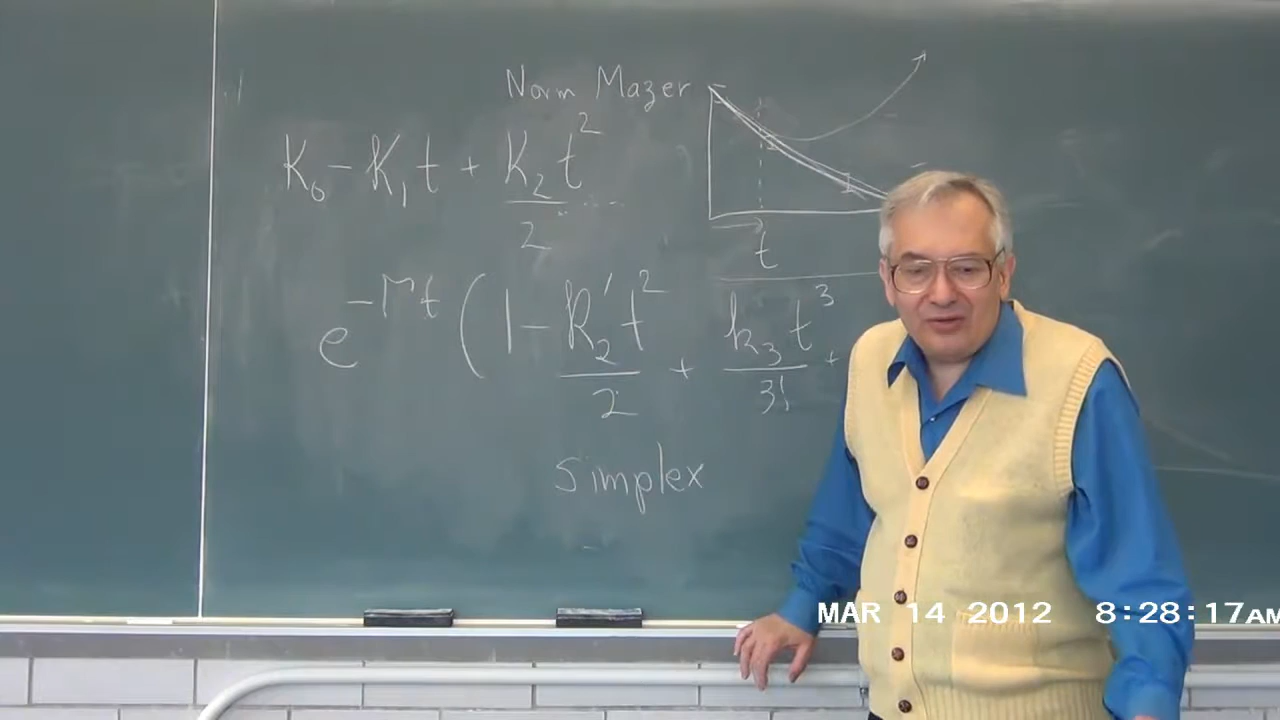 Norm Mazer
K₀ - K₁t + K₂t²/2 ...
t
e^-Γt (1 - K₂′t²/2 + k₃t³/3! +
simplex
MAR 14 2012 8:28:17AM